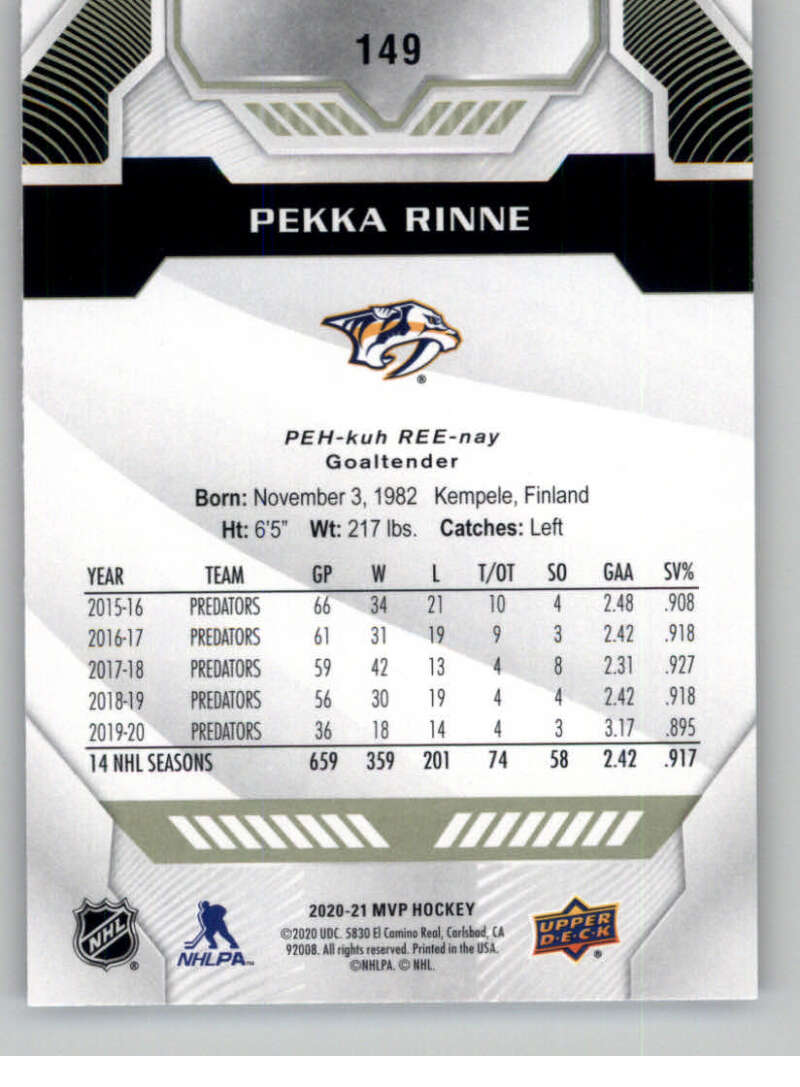 149
PEKKA RINNE
®
PEH-kuh REE-nay
Goaltender
Born: November 3, 1982 Kempele, Finland
Ht: 6'5" Wt: 217 lbs. Catches: Left
YEAR TEAM GP W L T/OT SO GAA SV%
2015-16 PREDATORS 66 34 21 10 4 2.48 .908
2016-17 PREDATORS 61 31 19 9 3 2.42 .918
2017-18 PREDATORS 59 42 13 4 8 2.31 .927
2018-19 PREDATORS 56 30 19 4 4 2.42 .918
2019-20 PREDATORS 36 18 14 4 3 3.17 .895
14 NHL SEASONS 659 359 201 74 58 2.42 .917
NHL ®
NHLPA™
2020-21 MVP HOCKEY
©2020 UDC. 5830 El Camino Real, Carlsbad, CA
92008. All rights reserved. Printed in the USA.
©NHLPA. © NHL.
UPPER
D·E·C·K ®